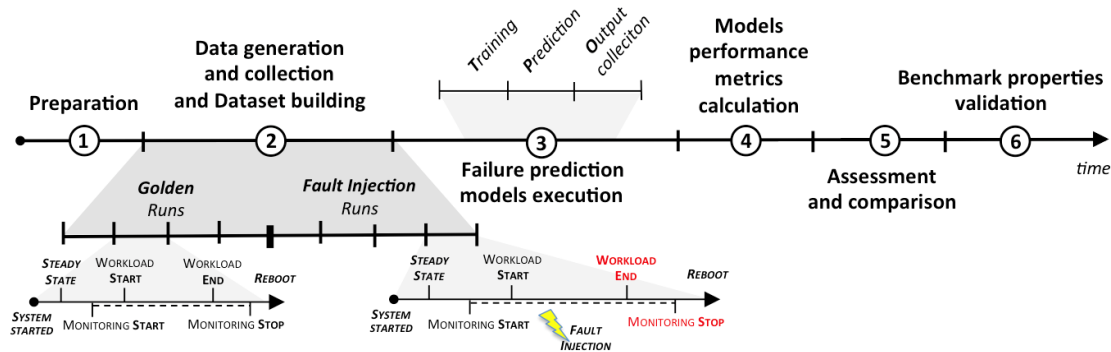 Training
Prediction
Output
colleciton
Models
performance
metrics
calculation
Data generation
and collection
and Dataset building
Preparation
Benchmark properties
validation
1
2
3
4
5
6
time
Failure prediction
models execution
Assessment
and comparison
Golden
Runs
Fault Injection
Runs
STEADY
STATE
WORKLOAD
START
WORKLOAD
END
REBOOT
SYSTEM
STARTED
MONITORING START
MONITORING STOP
STEADY
STATE
WORKLOAD
START
WORKLOAD
END
REBOOT
SYSTEM
STARTED
MONITORING START
FAULT
INJECTION
MONITORING STOP